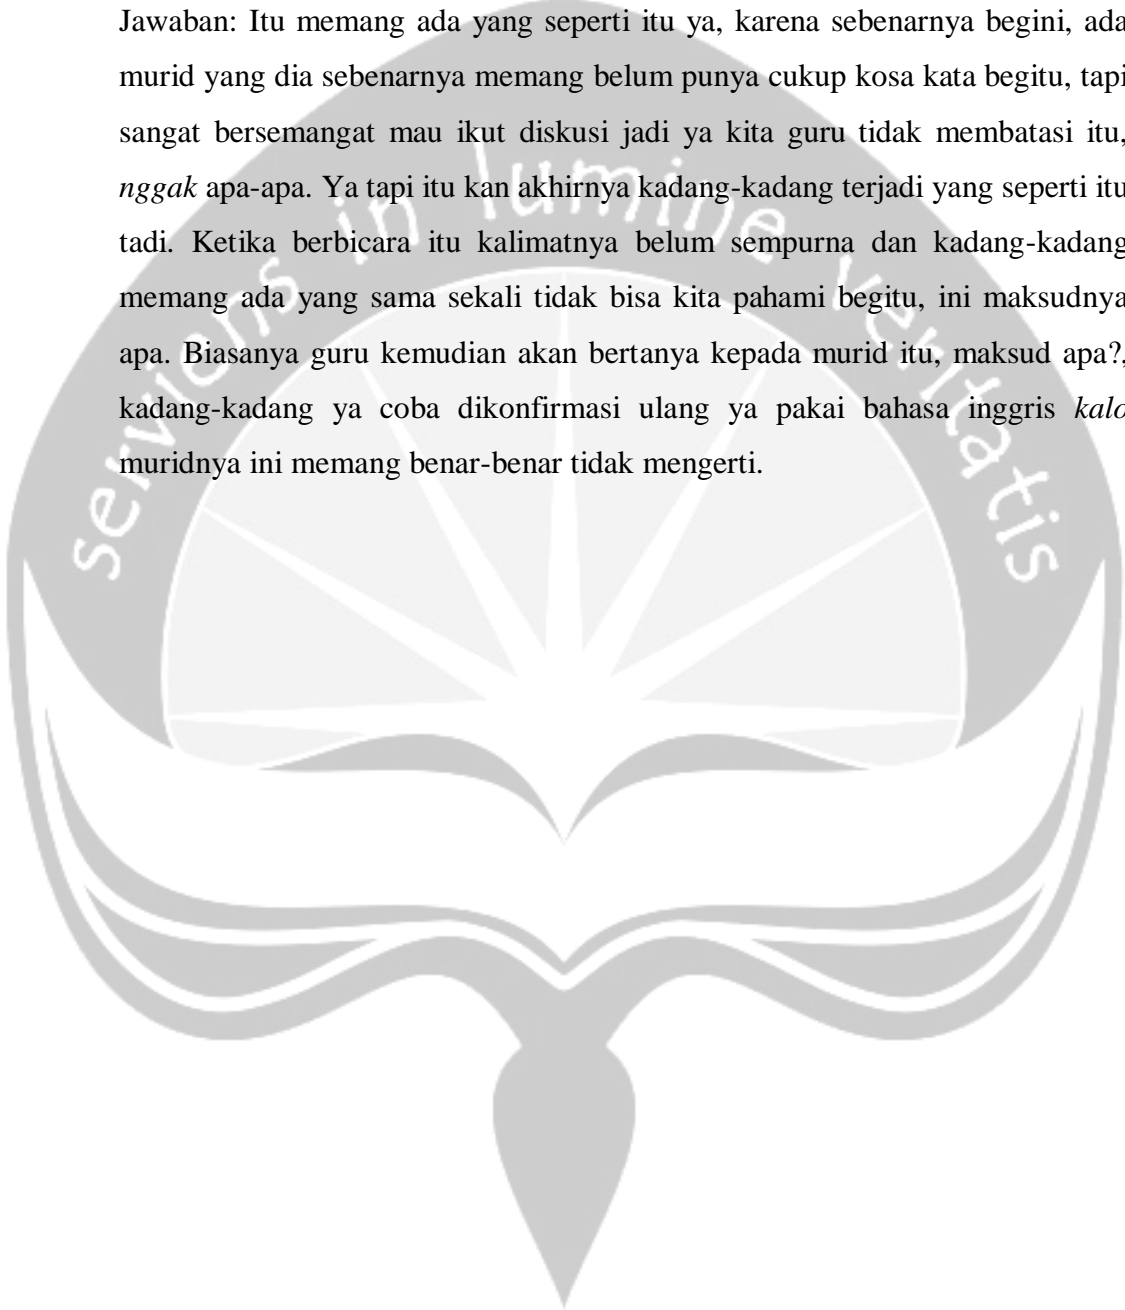 Jawaban: Itu memang ada yang seperti itu ya, karena sebenarnya begini, ada
murid yang dia sebenarnya memang belum punya cukup kosa kata begitu, tapi
sangat bersemangat mau ikut diskusi jadi ya kita guru tidak membatasi itu,
nggak apa-apa. Ya tapi itu kan akhirnya kadang-kadang terjadi yang seperti itu
tadi. Ketika berbicara itu kalimatnya belum sempurna dan kadang-kadang
memang ada yang sama sekali tidak bisa kita pahami begitu, ini maksudnya
apa. Biasanya guru kemudian akan bertanya kepada murid itu, maksud apa?,
kadang-kadang ya coba dikonfirmasi ulang ya pakai bahasa inggris kalo
muridnya ini memang benar-benar tidak mengerti.
serviens in lumine veritatis